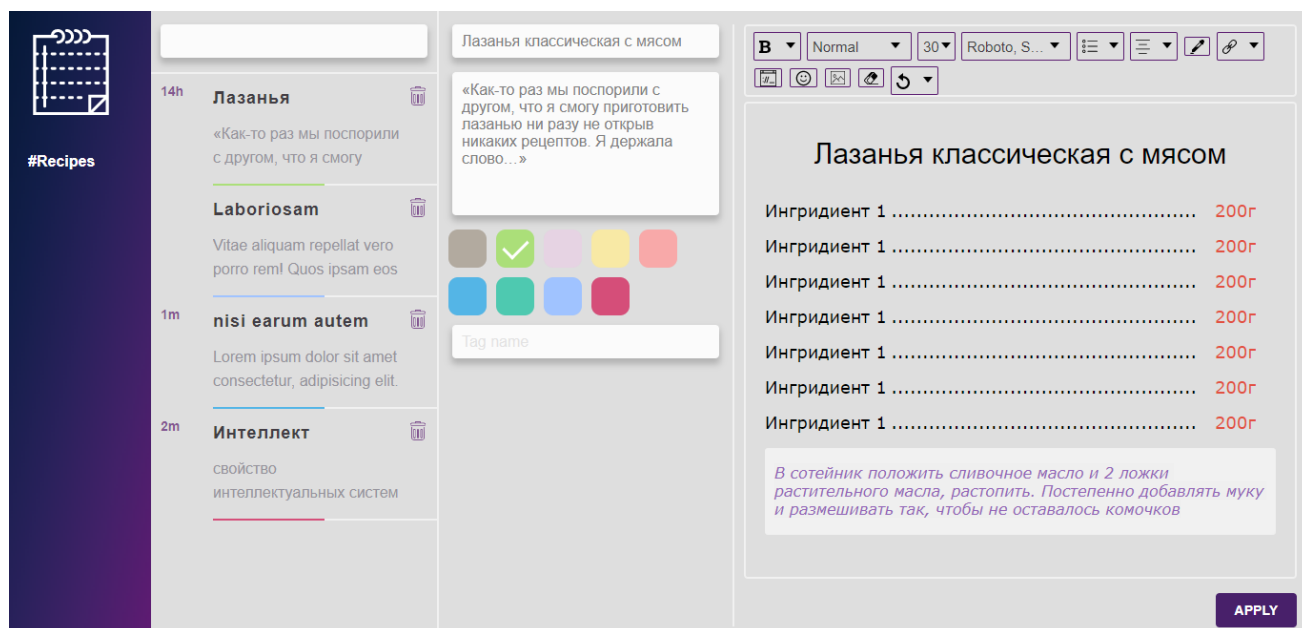 #Recipes
14h
Лазанья
«Как-то раз мы поспорили
с другом, что я смогу
Laboriosam
Vitae aliquam repellat vero
porro rem! Quos ipsam eos
1m
nisi earum autem
Lorem ipsum dolor sit amet
consectetur, adipisicing elit.
2m
Интеллект
свойство
интеллектуальных систем
Лазанья классическая с мясом
«Как-то раз мы поспорили с
другом, что я смогу приготовить
лазанью ни разу не открыв
никаких рецептов. Я держала
слово…»
Tag name
B Normal 30 Roboto, S...
Лазанья классическая с мясом
Ингридиент 1 .................................................. 200г
Ингридиент 1 .................................................. 200г
Ингридиент 1 .................................................. 200г
Ингридиент 1 .................................................. 200г
Ингридиент 1 .................................................. 200г
Ингридиент 1 .................................................. 200г
Ингридиент 1 .................................................. 200г
В сотейник положить сливочное масло и 2 ложки
растительного масла, растопить. Постепенно добавлять муку
и размешивать так, чтобы не оставалось комочков
APPLY